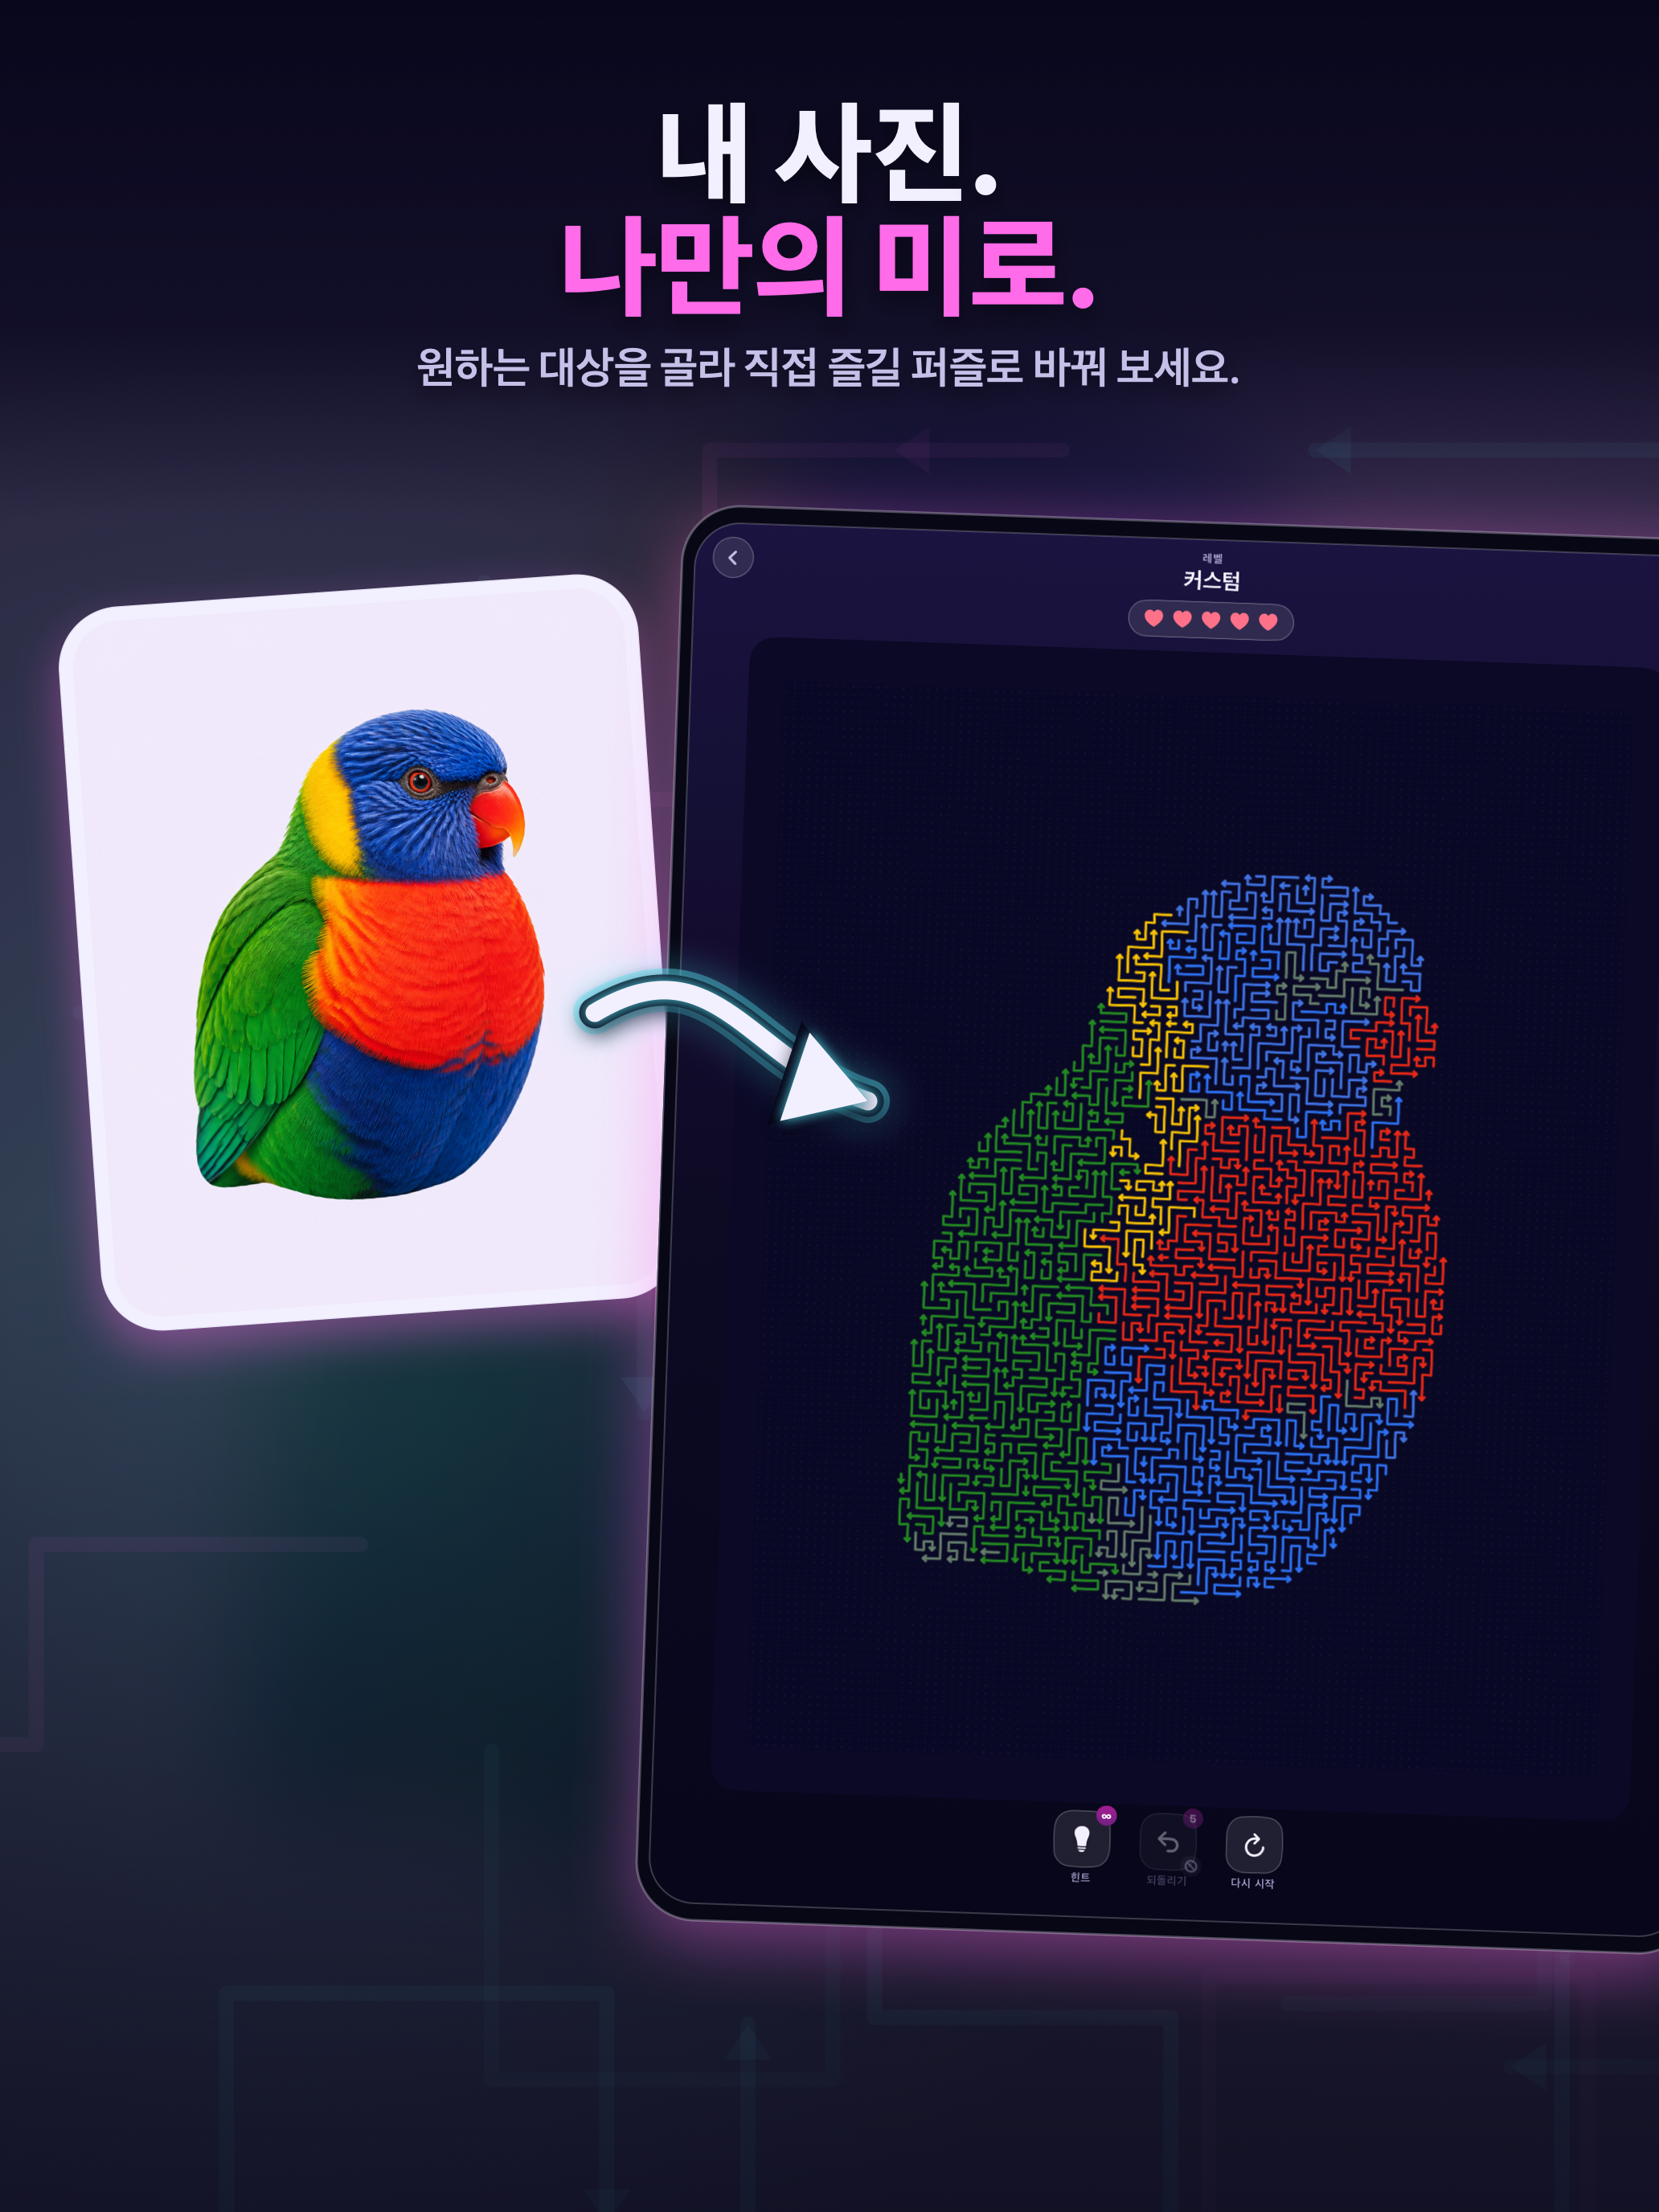 내 사진.
나만의 미로.
원하는 대상을 골라 직접 즐길 퍼즐로 바꿔 보세요.
레벨
커스텀
∞
5
힌트
되돌리기
다시 시작